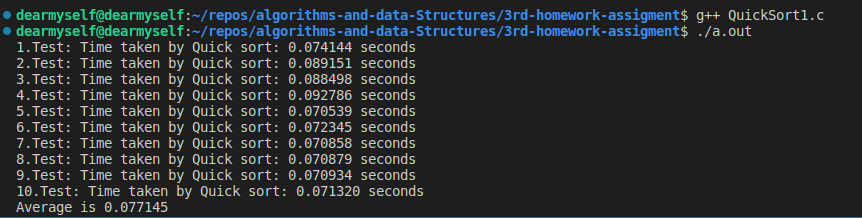 dearmyself@dearmyself:~/repos/algorithms-and-data-Structures/3rd-homework-assigment$ g++ QuickSort1.c
dearmyself@dearmyself:~/repos/algorithms-and-data-Structures/3rd-homework-assigment$ ./a.out
1.Test: Time taken by Quick sort: 0.074144 seconds
2.Test: Time taken by Quick sort: 0.089151 seconds
3.Test: Time taken by Quick sort: 0.088498 seconds
4.Test: Time taken by Quick sort: 0.092786 seconds
5.Test: Time taken by Quick sort: 0.070539 seconds
6.Test: Time taken by Quick sort: 0.072345 seconds
7.Test: Time taken by Quick sort: 0.070858 seconds
8.Test: Time taken by Quick sort: 0.070879 seconds
9.Test: Time taken by Quick sort: 0.070934 seconds
10.Test: Time taken by Quick sort: 0.071320 seconds
Average is 0.077145